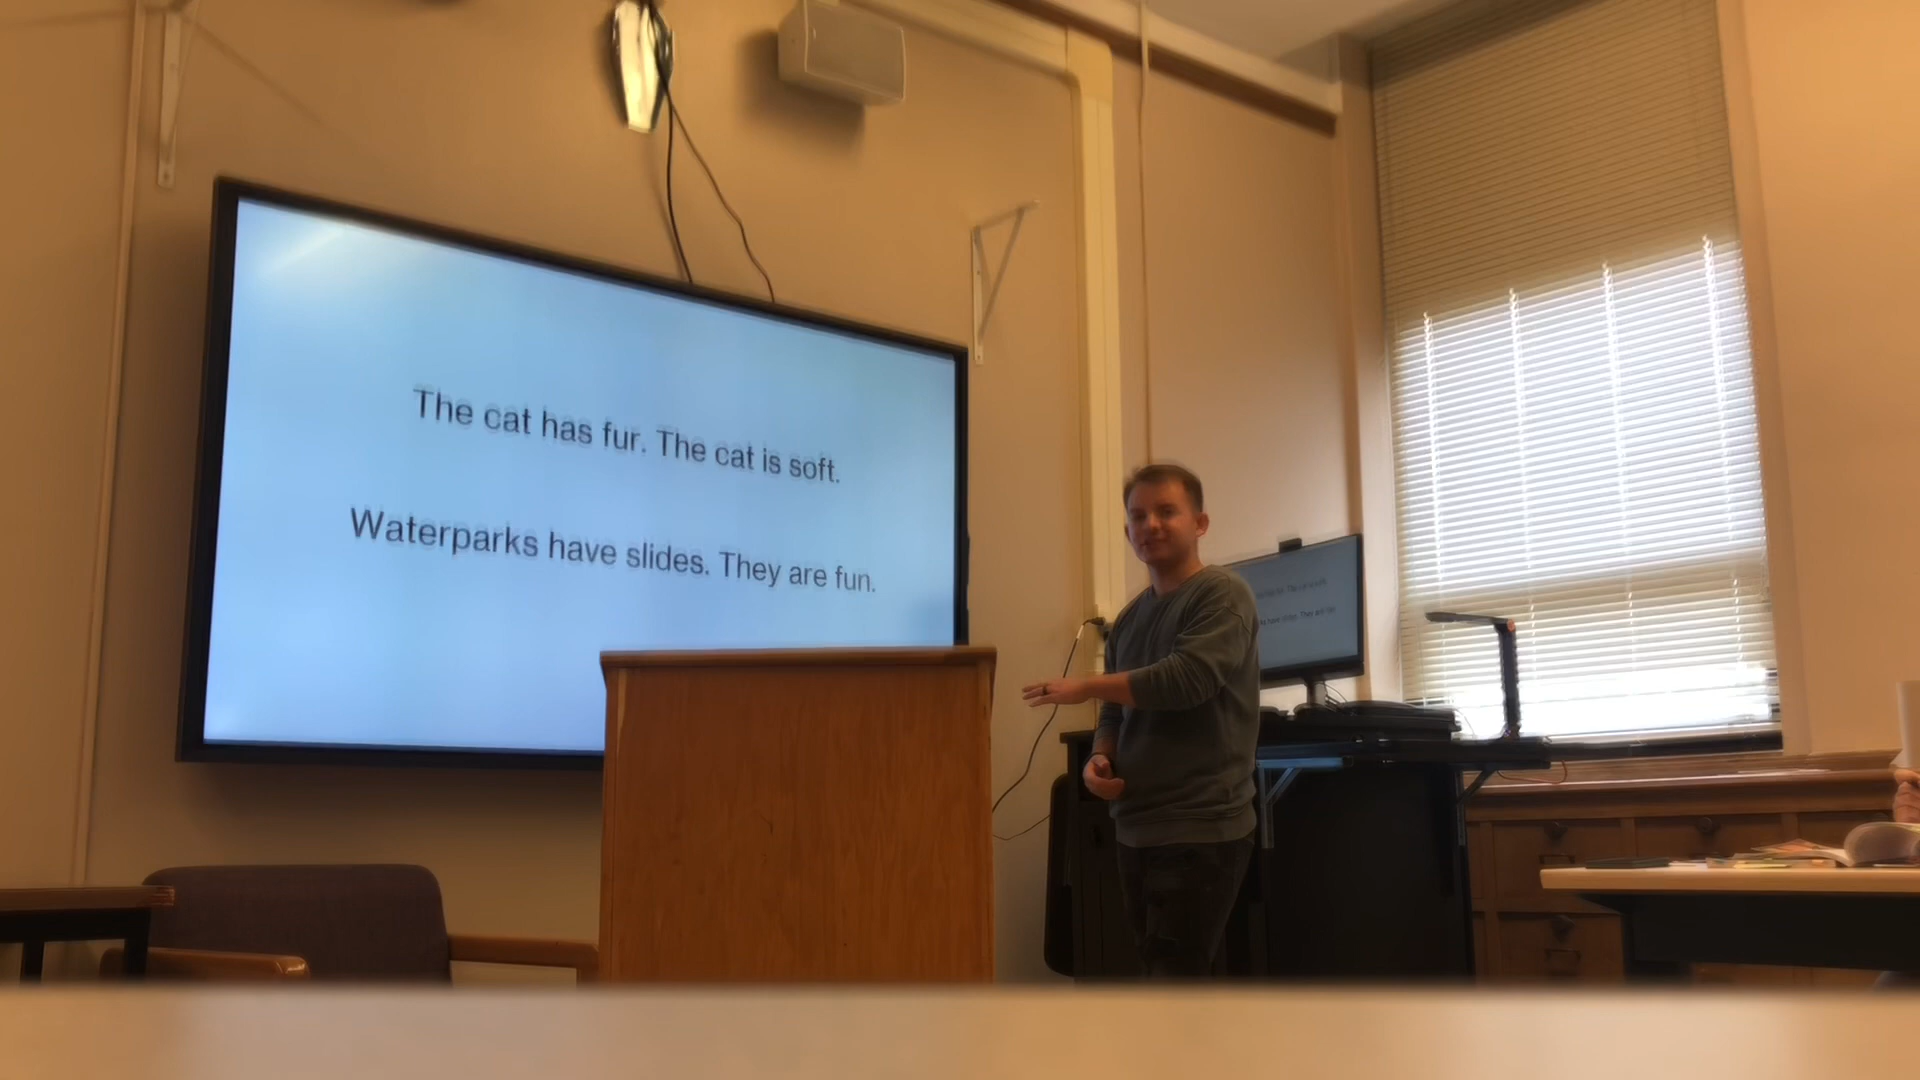 The cat has fur. The cat is soft.
Waterparks have slides. They are fun.